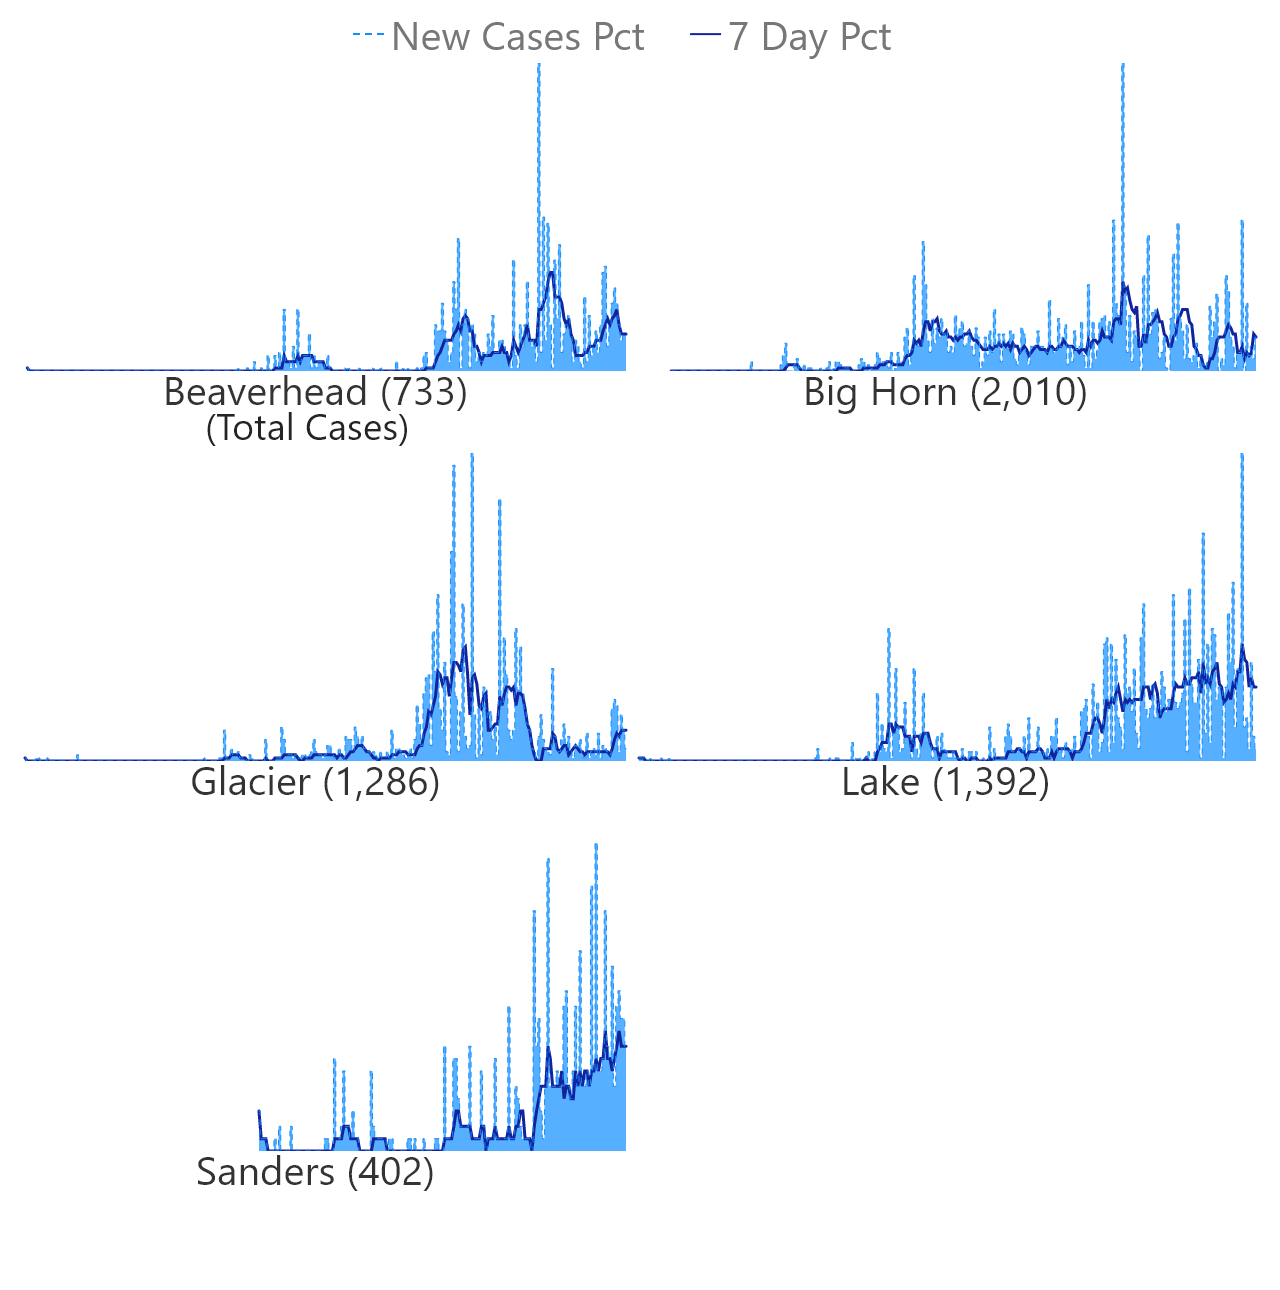 New Cases Pct 7 Day Pct
Beaverhead (733)
(Total Cases)
Big Horn (2,010)
Glacier (1,286)
Lake (1,392)
Sanders (402)